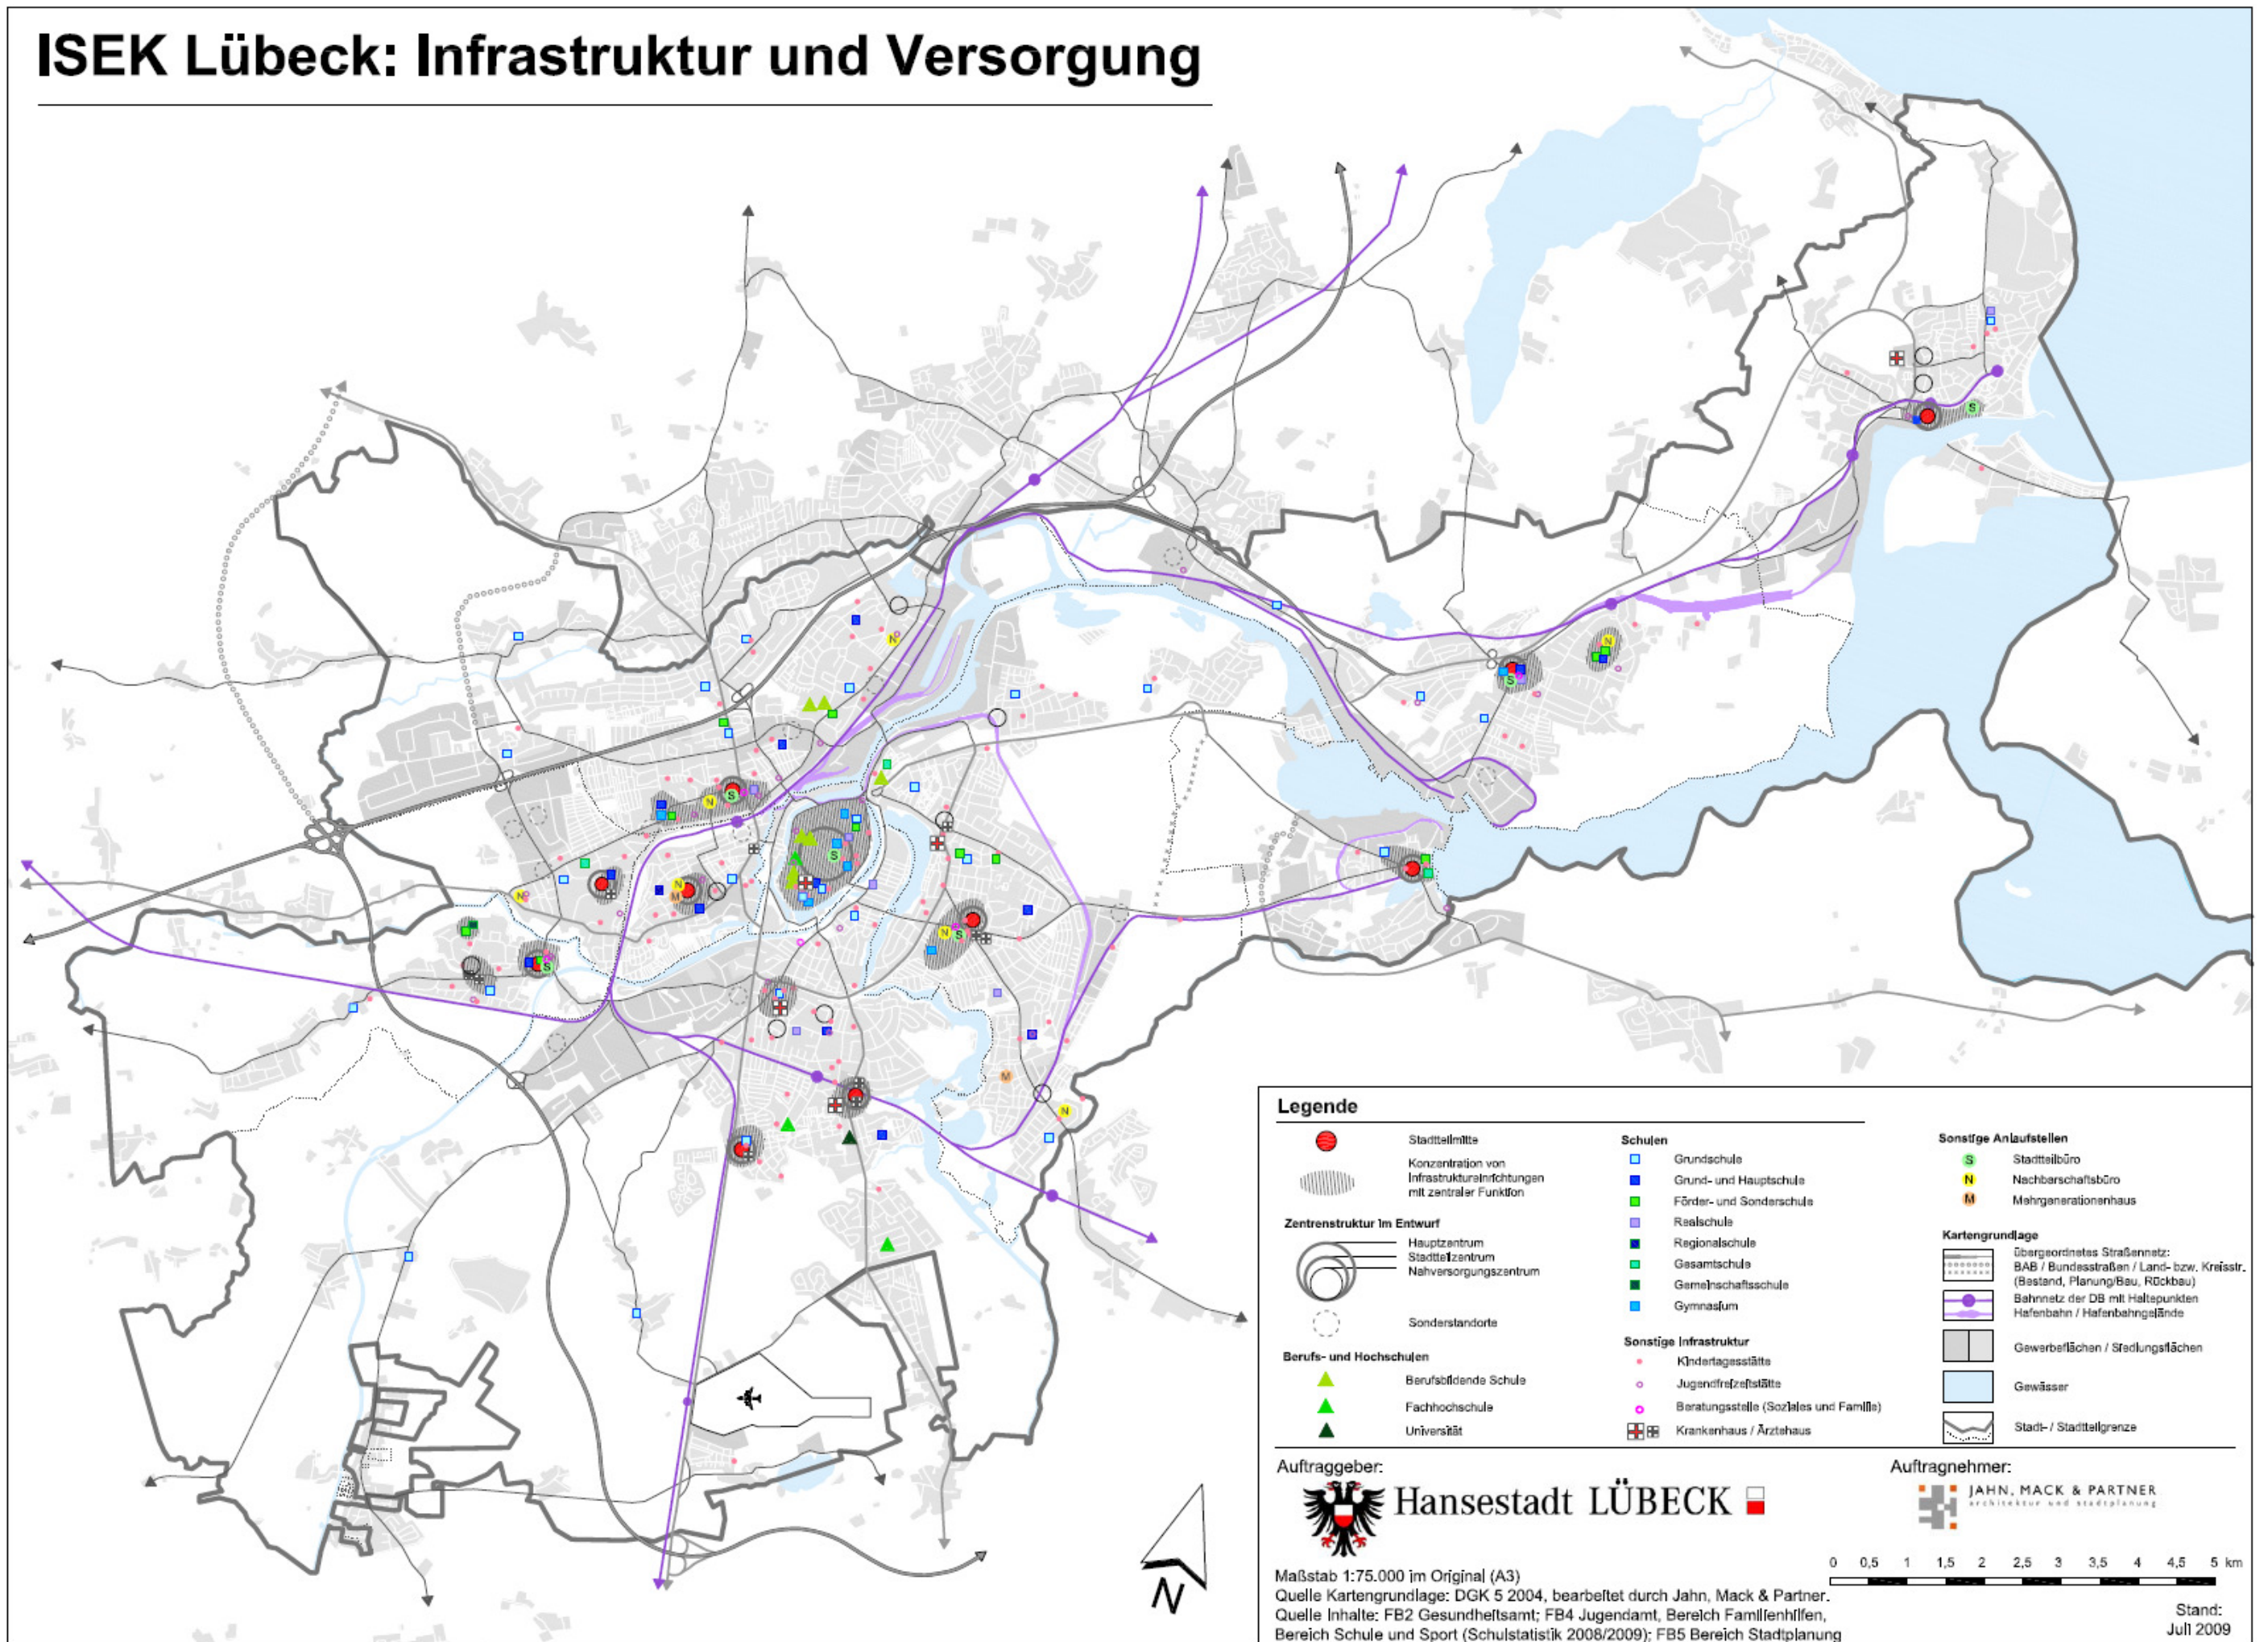 ISEK Lübeck: Infrastruktur und Versorgung
Legende
Stadtteilmitte
Konzentration von
Infrastruktureinrichtungen
mit zentraler Funktion
Zentrenstruktur im Entwurf
Hauptzentrum
Stadtteilzentrum
Nahversorgungszentrum
Sonderstandorte
Berufs- und Hochschulen
Berufsbildende Schule
Fachhochschule
Universität
Schulen
Grundschule
Grund- und Hauptschule
Förder- und Sonderschule
Realschule
Regionalschule
Gesamtschule
Gemeinschaftsschule
Gymnasium
Sonstige Infrastruktur
Kindertagesstätte
Jugendfreizeitstätte
Beratungsstelle (Soziales und Familie)
Krankenhaus / Ärztehaus
Sonstige Anlaufstellen
S Stadtteilbüro
N Nachbarschaftsbüro
M Mehrgenerationenhaus
Kartengrundlage
übergeordnetes Straßennetz:
BAB / Bundesstraßen / Land- bzw. Kreisstr.
(Bestand, Planung/Bau, Rückbau)
Bahnnetz der DB mit Haltepunkten
Hafenbahn / Hafenbahngelände
Gewerbeflächen / Siedlungsflächen
Gewässer
Stadt- / Stadtteilgrenze
Auftraggeber:
Hansestadt LÜBECK
Auftragnehmer:
JAHN, MACK & PARTNER
architektur und stadtplanung
N
0 0,5 1 1,5 2 2,5 3 3,5 4 4,5 5 km
Maßstab 1:75.000 im Original (A3)
Quelle Kartengrundlage: DGK 5 2004, bearbeitet durch Jahn, Mack & Partner.
Quelle Inhalte: FB2 Gesundheitsamt; FB4 Jugendamt, Bereich Familienhilfen,
Bereich Schule und Sport (Schulstatistik 2008/2009); FB5 Bereich Stadtplanung
Stand:
Juli 2009